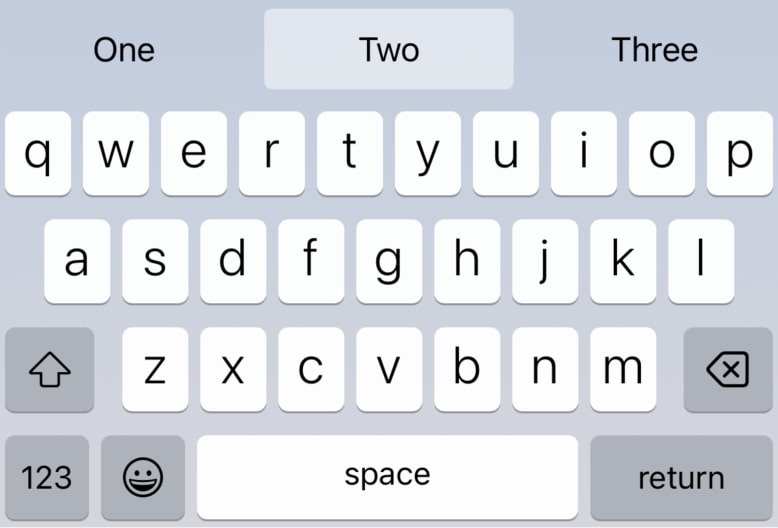 One Two Three
q w e r t y u i o p
a s d f g h j k l
z x c v b n m
123 space return